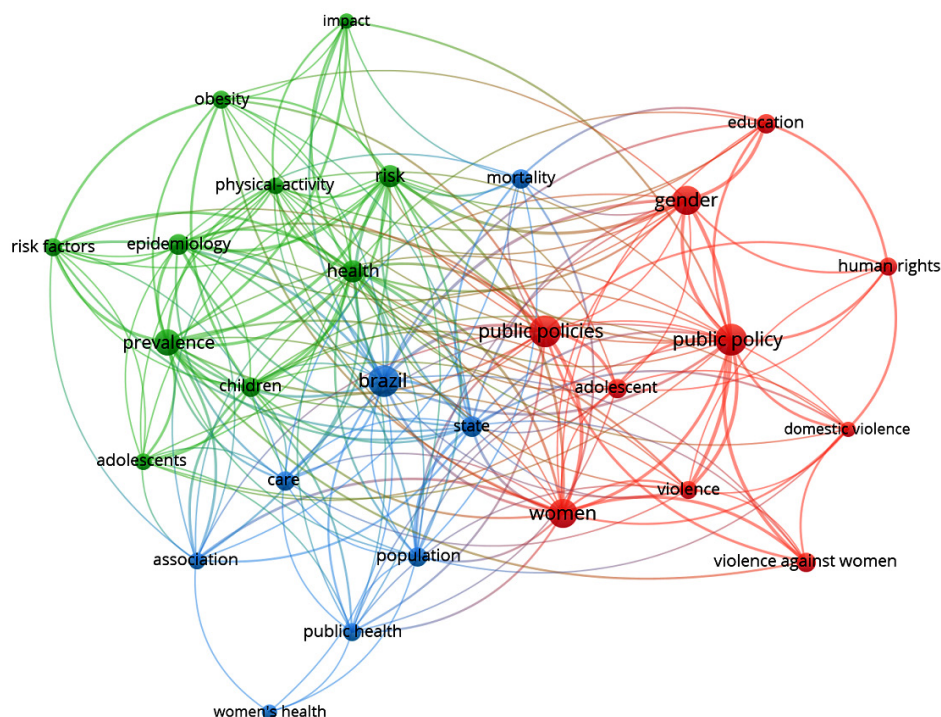 impact
obesity
education
physical-activity
risk
mortality
gender
risk factors
epidemiology
health
human rights
prevalence
public policies
public policy
children
brazil
adolescent
state
domestic violence
adolescents
care
violence
women
association
population
violence against women
public health
women's health